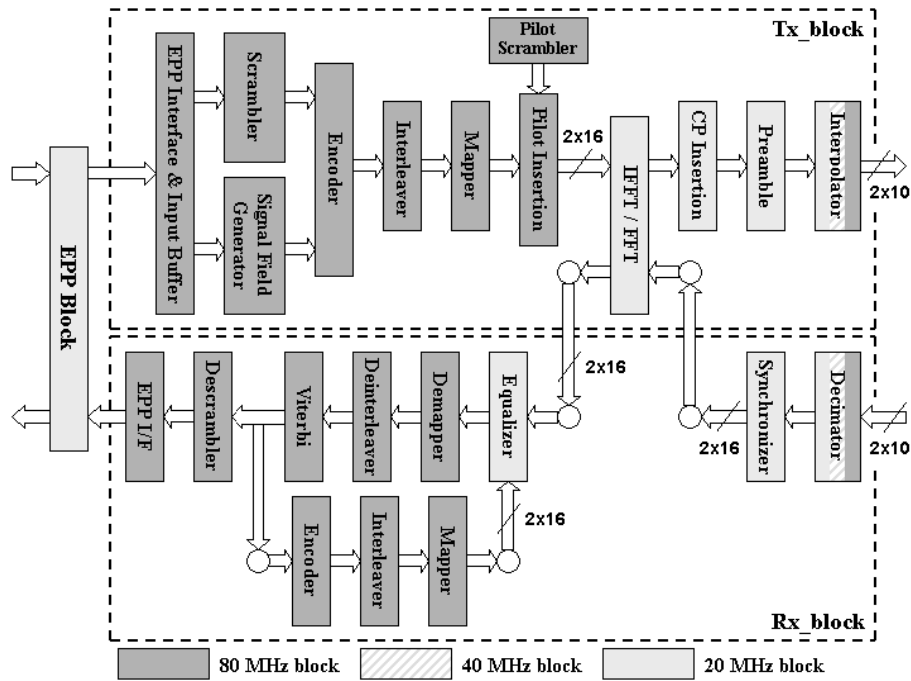 Tx_block
Pilot
Scrambler
EPP Interface & Input Buffer
Scrambler
Signal Field
Generator
Encoder
Interleaver
Mapper
Pilot Insertion
2x16
IFFT / FFT
CP Insertion
Preamble
Interpolator
2x10
EPP Block
2x16
EPP I/F
Descrambler
Viterbi
Deinterleaver
Demapper
Equalizer
2x16
Synchronizer
Decimator
2x10
Encoder
Interleaver
Mapper
2x16
Rx_block
80 MHz block
40 MHz block
20 MHz block